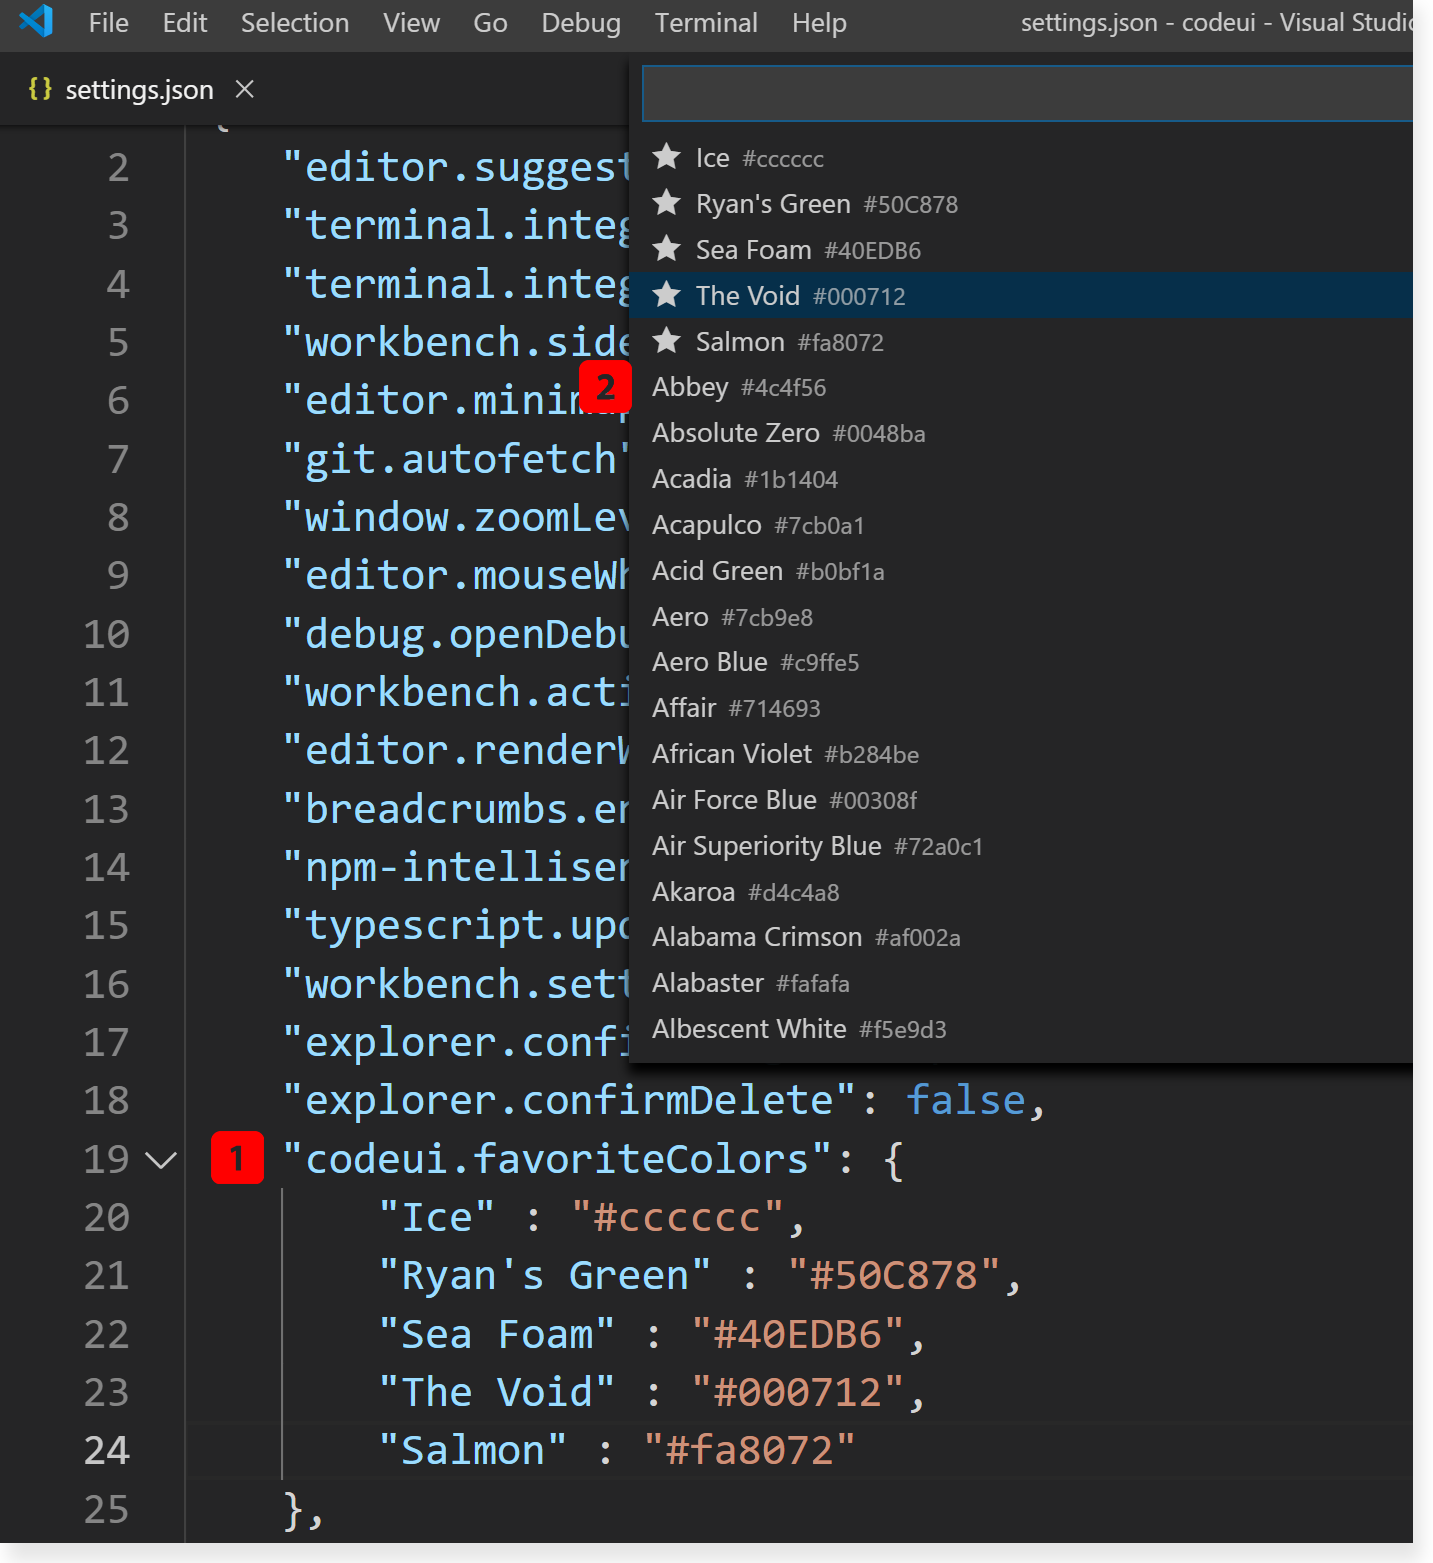 File Edit Selection View Go Debug Terminal Help settings.json - codeui - Visual Studio
{} settings.json ×
{
2 "editor.suggest
3 "terminal.integ
4 "terminal.integ
5 "workbench.side
6 "editor.minimap
7 "git.autofetch"
8 "window.zoomLev
9 "editor.mouseWh
10 "debug.openDebu
11 "workbench.acti
12 "editor.renderW
13 "breadcrumbs.en
14 "npm-intellisen
15 "typescript.upd
16 "workbench.sett
17 "explorer.confi
18 "explorer.confirmDelete": false,
19 1 "codeui.favoriteColors": {
20 "Ice" : "#cccccc",
21 "Ryan's Green" : "#50C878",
22 "Sea Foam" : "#40EDB6",
23 "The Void" : "#000712",
24 "Salmon" : "#fa8072"
25 },
Ice #cccccc
Ryan's Green #50C878
Sea Foam #40EDB6
The Void #000712
Salmon #fa8072
2 Abbey #4c4f56
Absolute Zero #0048ba
Acadia #1b1404
Acapulco #7cb0a1
Acid Green #b0bf1a
Aero #7cb9e8
Aero Blue #c9ffe5
Affair #714693
African Violet #b284be
Air Force Blue #00308f
Air Superiority Blue #72a0c1
Akaroa #d4c4a8
Alabama Crimson #af002a
Alabaster #fafafa
Albescent White #f5e9d3